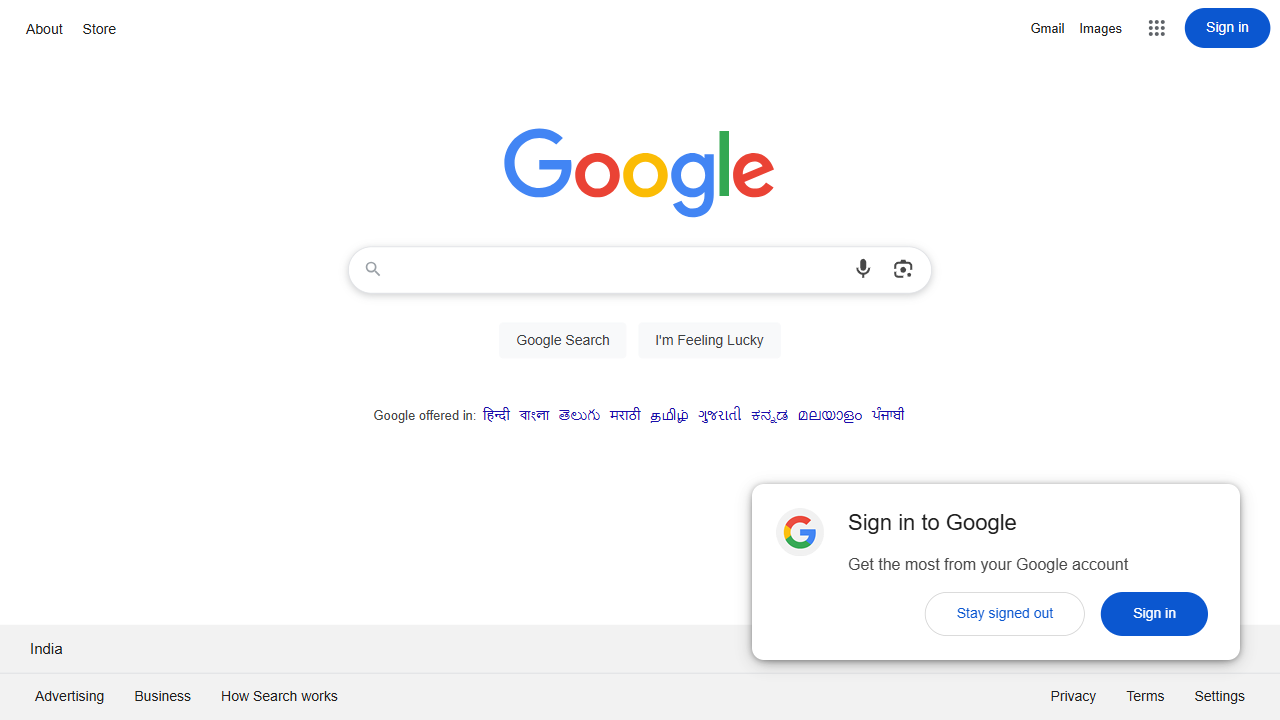 About Store
Gmail Images Sign in
Google
Google Search I'm Feeling Lucky
Google offered in: हिन्दी বাংলা తెలుగు मराठी தமிழ் ગુજરાતી ಕನ್ನಡ മലയാളം ਪੰਜਾਬੀ
Sign in to Google
Get the most from your Google account
Stay signed out Sign in
India
Advertising Business How Search works Privacy Terms Settings